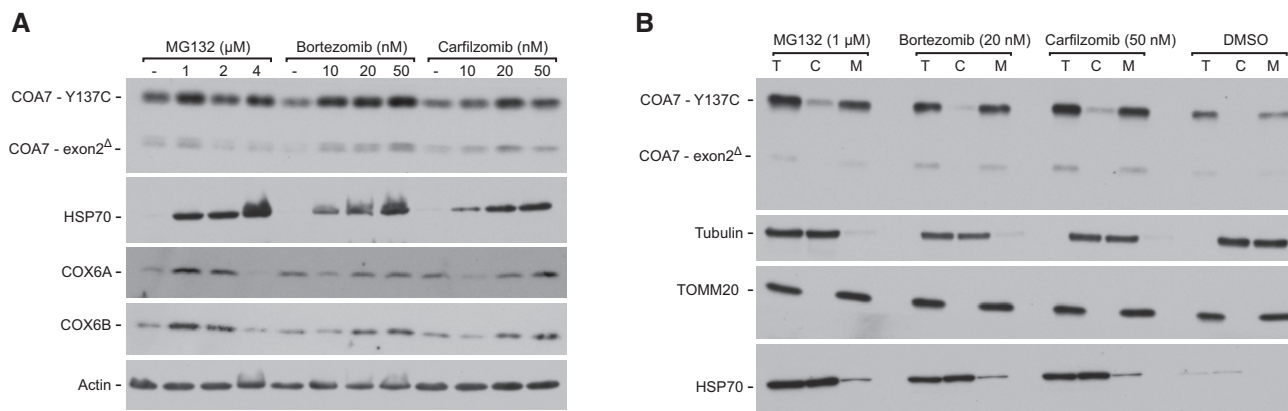 A
MG132 (µM) Bortezomib (nM) Carfilzomib (nM)
- 1 2 4 - 10 20 50 - 10 20 50
COA7 - Y137C -
COA7 - exon2Δ -
HSP70 -
COX6A -
COX6B -
Actin -
B
MG132 (1 µM) Bortezomib (20 nM) Carfilzomib (50 nM) DMSO
T C M T C M T C M T C M
COA7 - Y137C -
COA7 - exon2Δ -
Tubulin -
TOMM20 -
HSP70 -